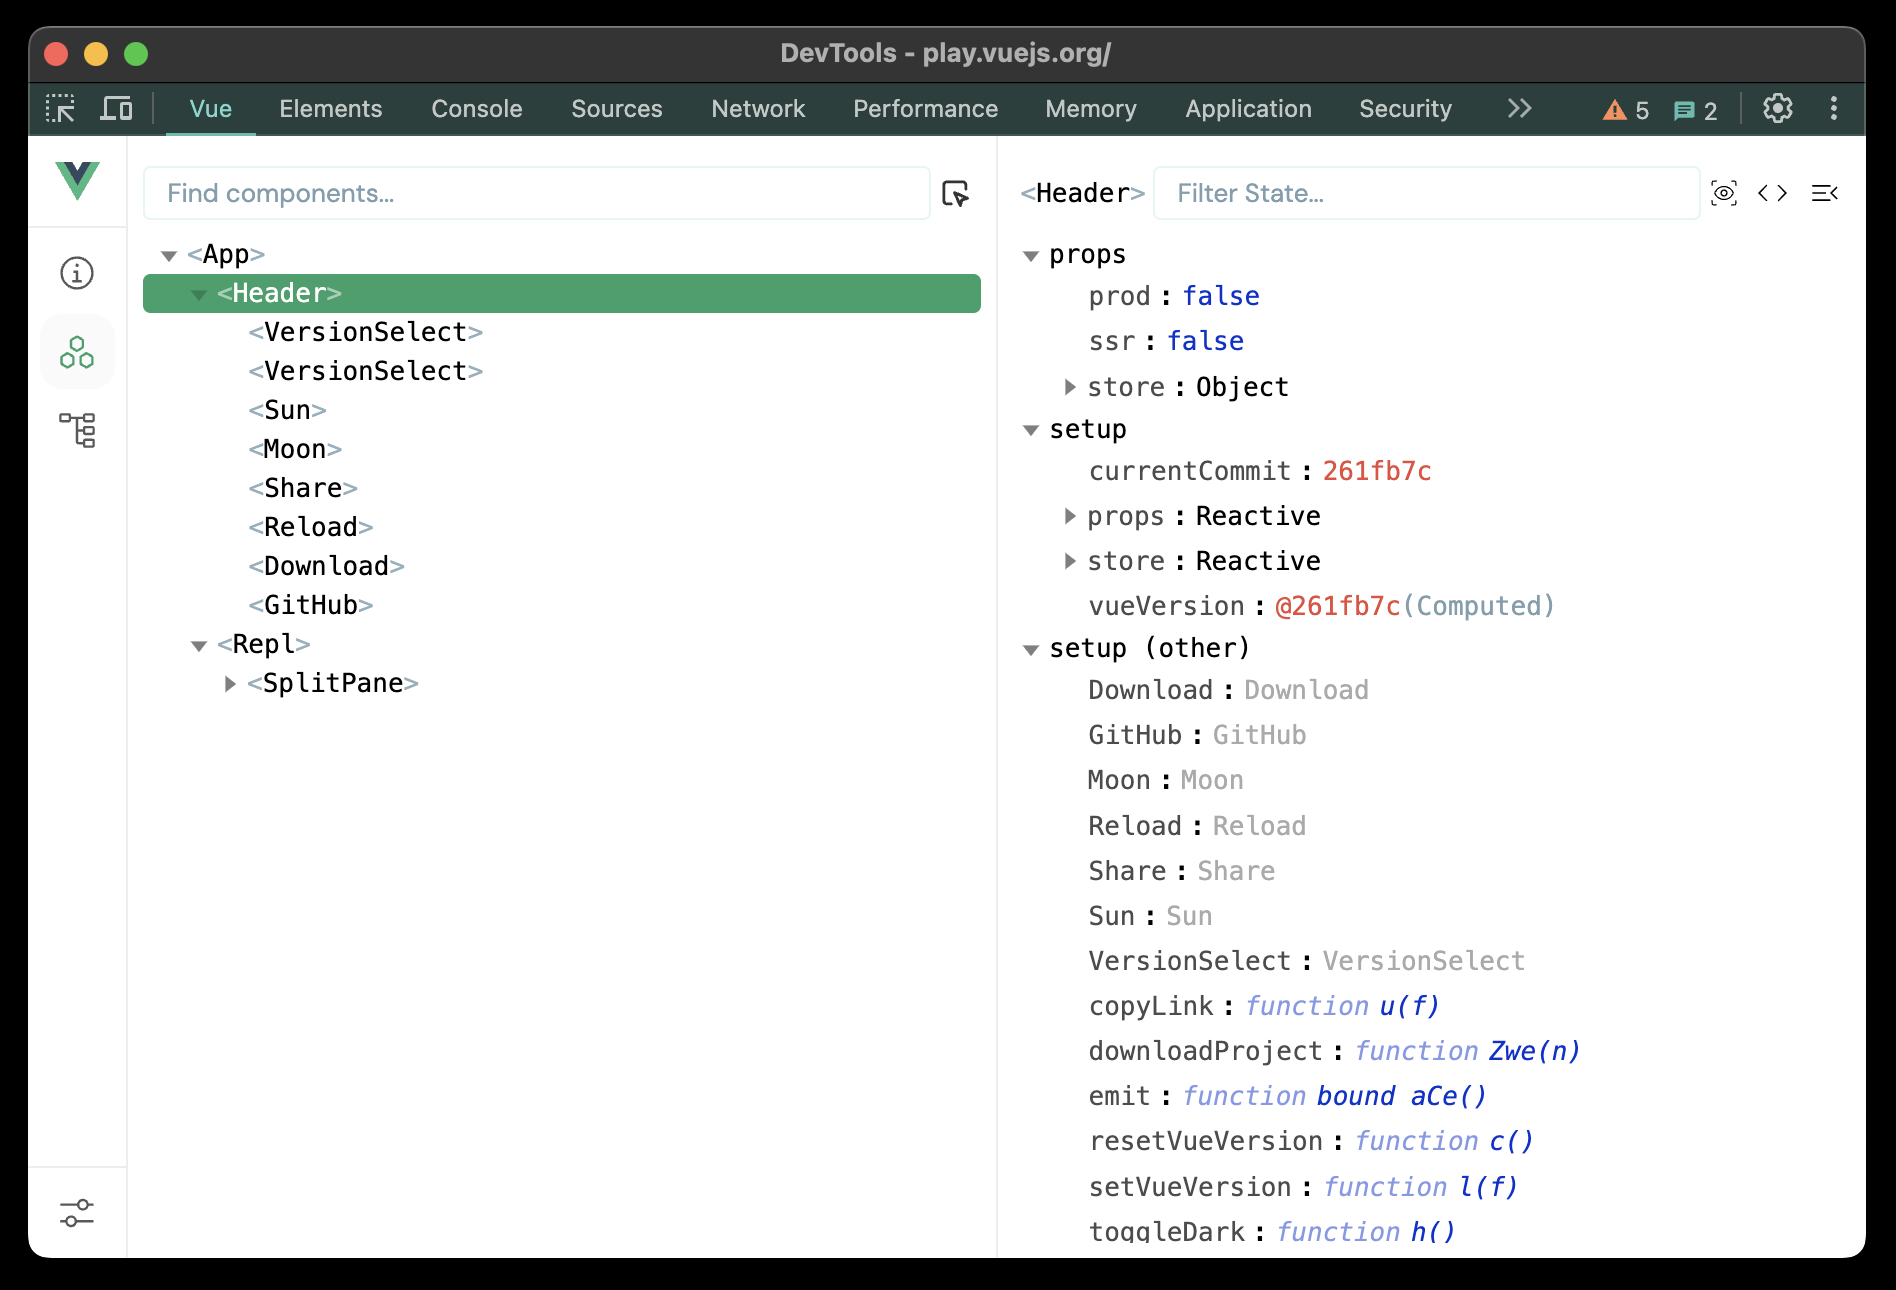 DevTools - play.vuejs.org/
Vue Elements Console Sources Network Performance Memory Application Security 5 2
Find components...
<App>
<Header>
<VersionSelect>
<VersionSelect>
<Sun>
<Moon>
<Share>
<Reload>
<Download>
<GitHub>
<Repl>
<SplitPane>
<Header> Filter State...
props
prod : false
ssr : false
store : Object
setup
currentCommit : 261fb7c
props : Reactive
store : Reactive
vueVersion : @261fb7c(Computed)
setup (other)
Download : Download
GitHub : GitHub
Moon : Moon
Reload : Reload
Share : Share
Sun : Sun
VersionSelect : VersionSelect
copyLink : function u(f)
downloadProject : function Zwe(n)
emit : function bound aCe()
resetVueVersion : function c()
setVueVersion : function l(f)
toggleDark : function h()